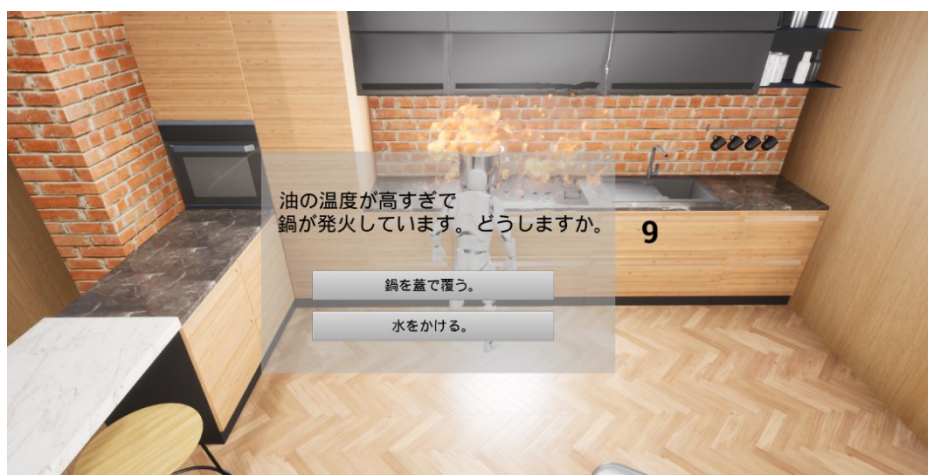 油の温度が高すぎで
鍋が発火しています。どうしますか。
9
鍋を蓋で覆う。
水をかける。